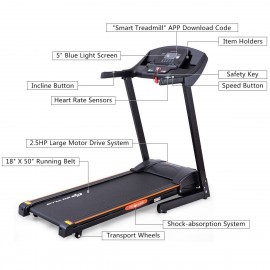 "Smart Treadmill" APP Download Code
Item Holders
5" Blue Light Screen
Safety Key
Incline Button
Speed Button
Heart Rate Sensors
2.5HP Large Motor Drive System
18" X 50" Running Belt
Shock-absorption System
Transport Wheels